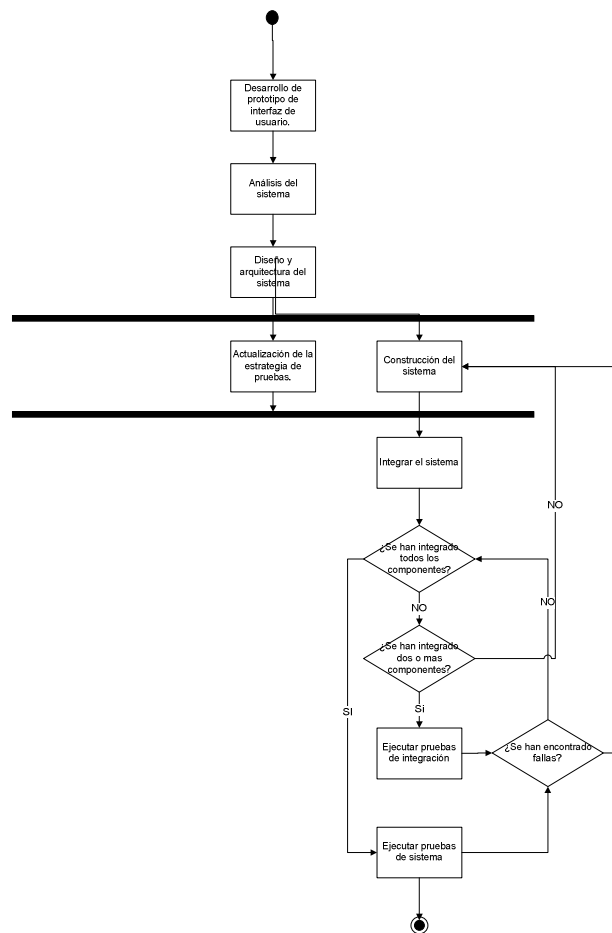 Desarrollo de
prototipo de
interfaz de
usuario.
Análisis del
sistema
Diseño y
arquitectura del
sistema
Actualización de la
estrategia de
pruebas.
Construcción del
sistema
Integrar el sistema
NO
¿Se han integrado
todos los
componentes?
NO
NO
¿Se han integrado
dos o mas
componentes?
SI
Si
Ejecutar pruebas
de integración
¿Se han encontrado
fallas?
Ejecutar pruebas
de sistema